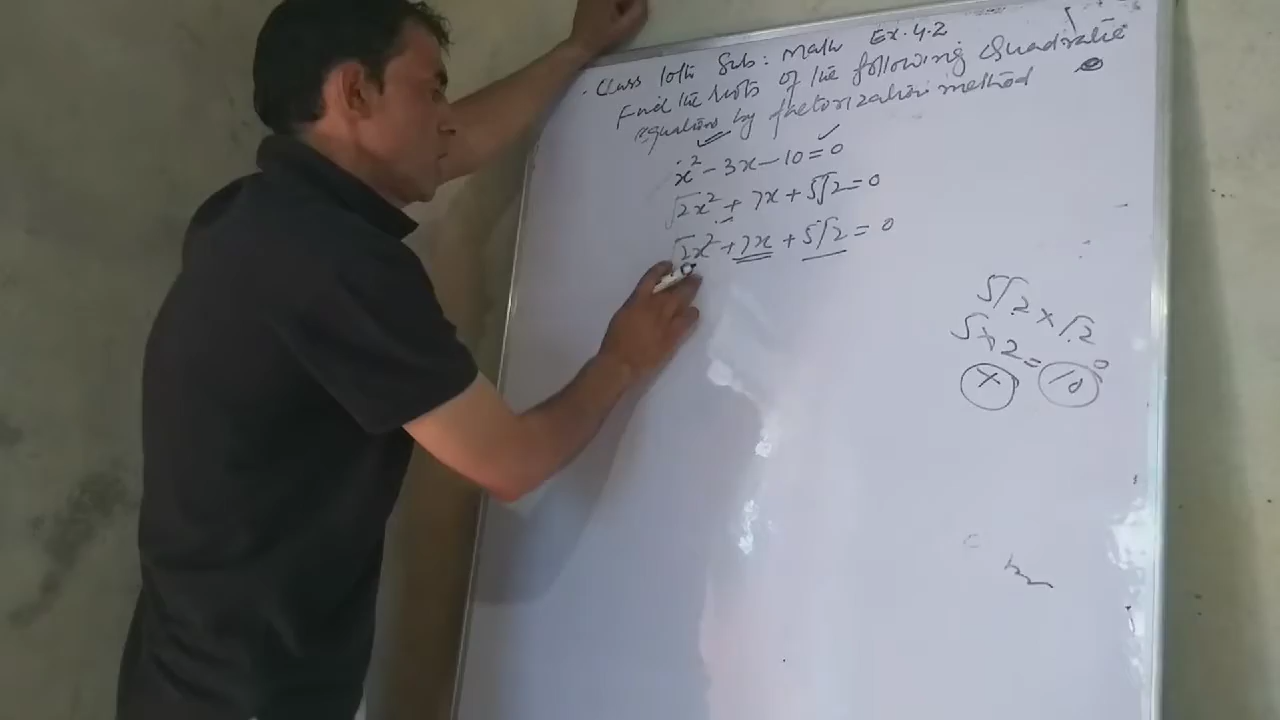 Class 10th Sub: Math Ex. 4.2
Find the roots of the following Quadratic
equations by factorization method
x² - 3x - 10 = 0
√2x² + 7x + 5√2 = 0
√2x² + 7x + 5√2 = 0
5√2 × √2
5×2 = 10